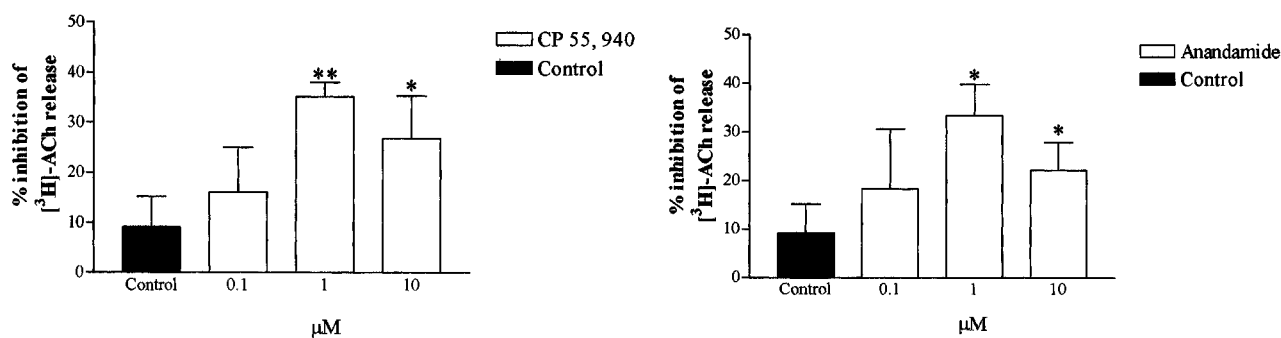 % inhibition of
[³H]-ACh release
50
40
30
20
10
0
**
*
Control
0.1
1
10
µM
CP 55, 940
Control
% inhibition of
[³H]-ACh release
50
40
30
20
10
0
*
*
Control
0.1
1
10
µM
Anandamide
Control